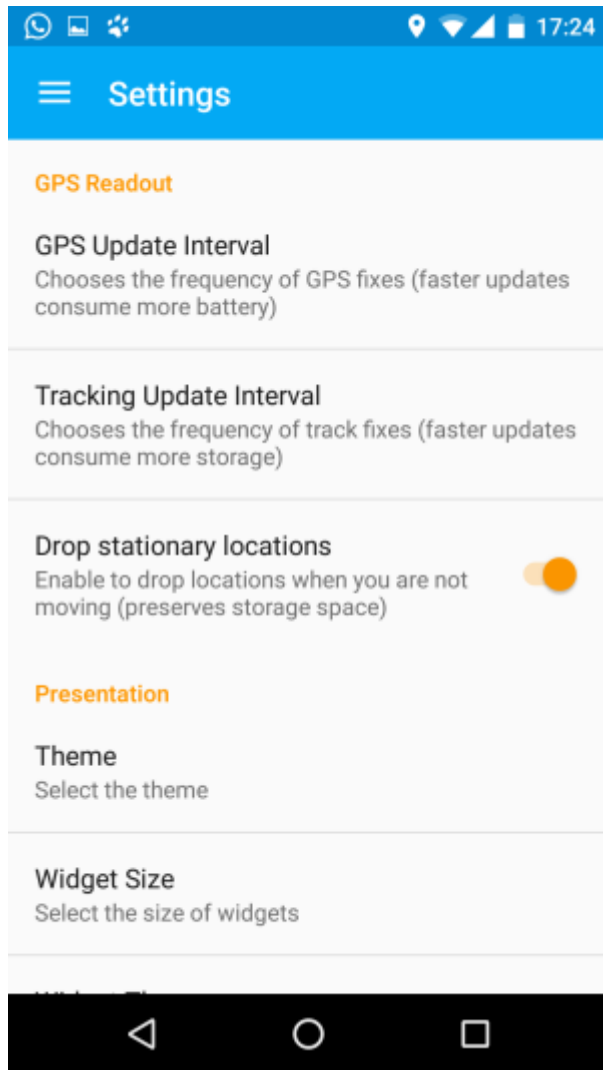 17:24
Settings
GPS Readout
GPS Update Interval
Chooses the frequency of GPS fixes (faster updates
consume more battery)
Tracking Update Interval
Chooses the frequency of track fixes (faster updates
consume more storage)
Drop stationary locations
Enable to drop locations when you are not
moving (preserves storage space)
Presentation
Theme
Select the theme
Widget Size
Select the size of widgets